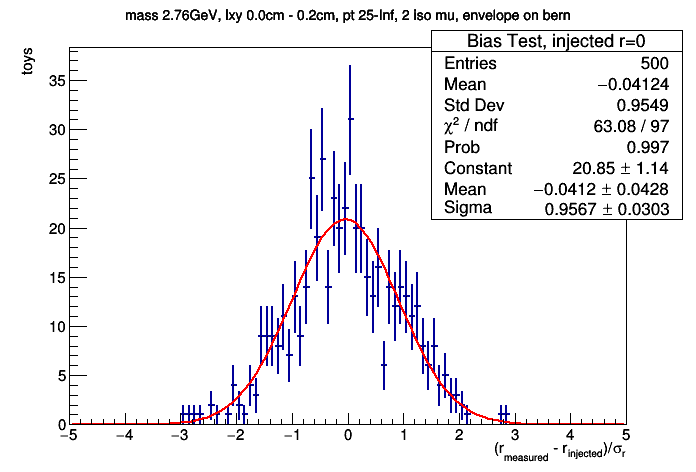 mass 2.76GeV, lxy 0.0cm - 0.2cm, pt 25-Inf, 2 Iso mu, envelope on bern
toys
Bias Test, injected r=0
Entries 500
Mean −0.04124
Std Dev 0.9549
χ² / ndf 63.08 / 97
Prob 0.997
Constant 20.85 ± 1.14
Mean −0.0412 ± 0.0428
Sigma 0.9567 ± 0.0303
35
30
25
20
15
10
5
0
−5 −4 −3 −2 −1 0 1 2 3 4 5
(r_measured - r_injected)/σ_r